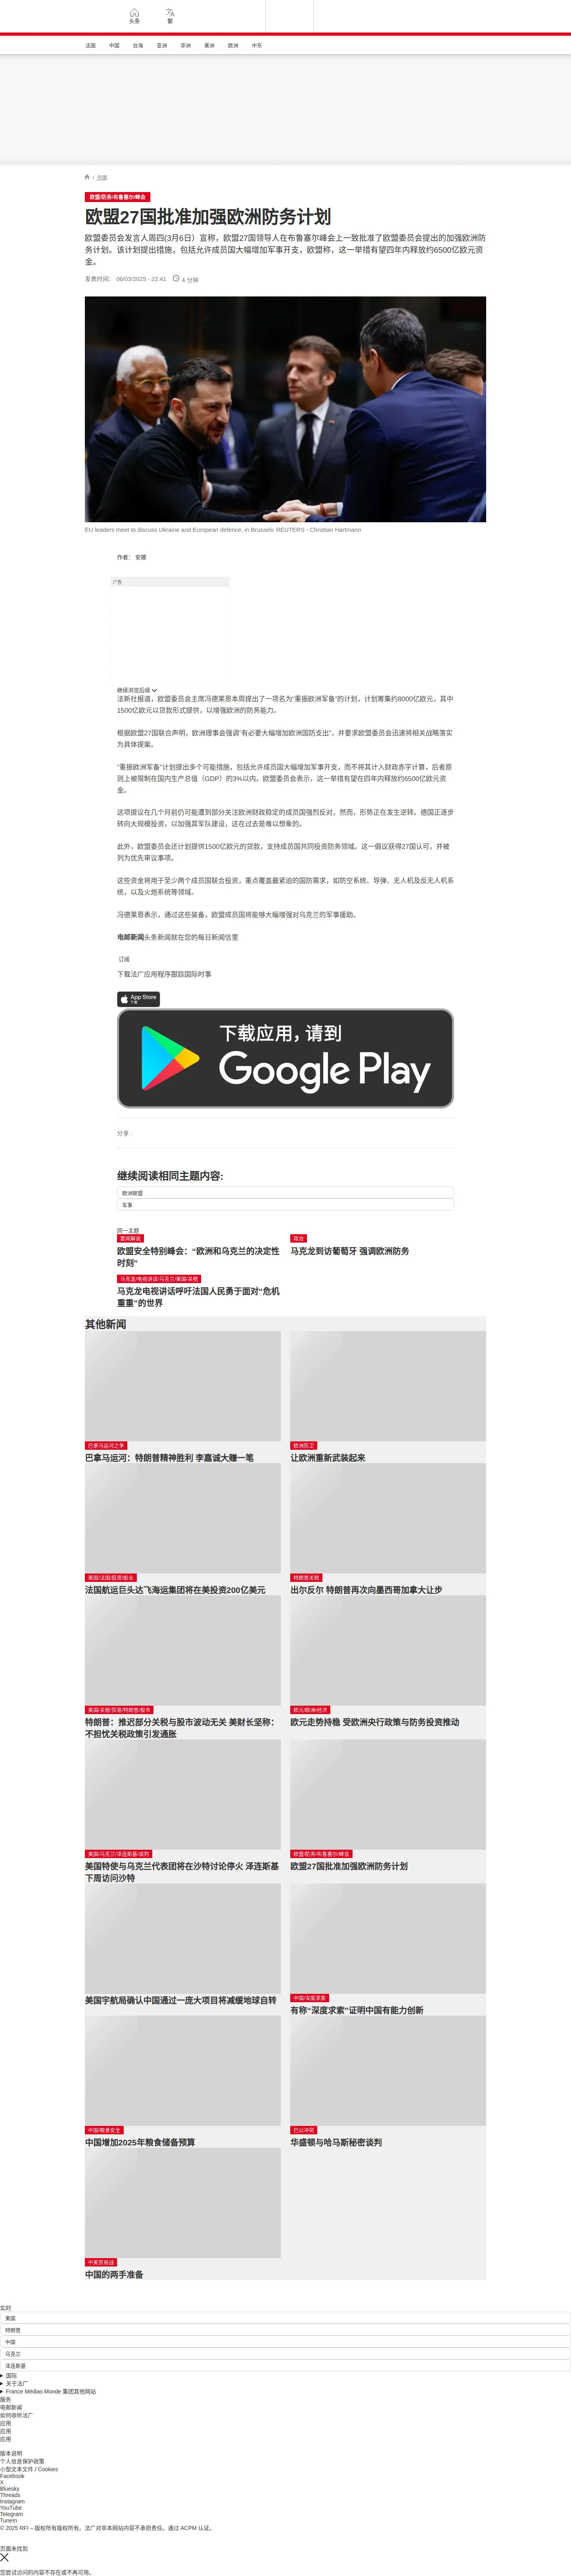 头条
繁
法国
中国
台海
亚洲
非洲
美洲
欧洲
中东
欧盟/防务/布鲁塞尔/峰会
欧盟27国批准加强欧洲防务计划
欧盟委员会发言人周四(3月6日）宣称，欧盟27国领导人在布鲁塞尔峰会上一致批准了欧盟委员会提出的加强欧洲防
务计划。该计划提出措施，包括允许成员国大幅增加军事开支，欧盟称，这一举措有望四年内释放约6500亿欧元资
金。
发表时间： 06/03/2025 - 22:41
4 分钟
EU leaders meet to discuss Ukraine and European defence, in Brussels REUTERS - Christian Hartmann
作者： 安娜
广告
继续浏览后续
法新社报道，欧盟委员会主席冯德莱恩本周提出了一项名为“重振欧洲军备”的计划，计划筹集约8000亿欧元，其中
1500亿欧元以贷款形式提供，以增强欧洲的防务能力。
根据欧盟27国联合声明，欧洲理事会强调“有必要大幅增加欧洲国防支出”，并要求欧盟委员会迅速将相关战略落实
为具体提案。
“重振欧洲军备”计划提出多个可能措施，包括允许成员国大幅增加军事开支，而不将其计入财政赤字计算，后者原
则上被限制在国内生产总值（GDP）的3%以内。欧盟委员会表示，这一举措有望在四年内释放约6500亿欧元资
金。
这项提议在几个月前仍可能遭到部分关注欧洲财政稳定的成员国强烈反对，然而，形势正在发生逆转。德国正逐步
转向大规模投资，以加强其军队建设，这在过去是难以想象的。
此外，欧盟委员会还计划提供1500亿欧元的贷款，支持成员国共同投资防务领域。这一倡议获得27国认可，并被
列为优先审议事项。
这些资金将用于至少两个成员国联合投资，重点覆盖最紧迫的国防需求，如防空系统、导弹、无人机及反无人机系
统，以及火炮系统等领域。
冯德莱恩表示，通过这些装备，欧盟成员国将能够大幅增强对乌克兰的军事援助。
电邮新闻头条新闻就在您的每日新闻信里
订阅
下载法广应用程序跟踪国际时事
App Store
下载应用，请到
Google Play
分享 :
继续阅读相同主题内容:
欧洲联盟
军事
同一主题
要闻解说
欧盟安全特别峰会：“欧洲和乌克兰的决定性
时刻”
政治
马克龙到访葡萄牙 强调欧洲防务
马克龙/电视讲话/乌克兰/美国/关税
马克龙电视讲话呼吁法国人民勇于面对“危机
重重”的世界
其他新闻
巴拿马运河之争
巴拿马运河：特朗普精神胜利 李嘉诚大赚一笔
欧洲防卫
让欧洲重新武装起来
美国/法国/投资/船业
法国航运巨头达飞海运集团将在美投资200亿美元
特朗普关税
出尔反尔 特朗普再次向墨西哥加拿大让步
美国/关税/贸易/特朗普/股市
特朗普：推迟部分关税与股市波动无关 美财长坚称：
不担忧关税政策引发通胀
欧元/欧洲/经济
欧元走势持稳 受欧洲央行政策与防务投资推动
美国/乌克兰/泽连斯基/谈判
美国特使与乌克兰代表团将在沙特讨论停火 泽连斯基
下周访问沙特
欧盟/防务/布鲁塞尔/峰会
欧盟27国批准加强欧洲防务计划
美国宇航局确认中国通过一庞大项目将减缓地球自转
中国/深度求索
有称“深度求索”证明中国有能力创新
中国/粮食安全
中国增加2025年粮食储备预算
巴以冲突
华盛顿与哈马斯秘密谈判
中美贸易战
中国的两手准备
实时
美国
特朗普
中国
乌克兰
泽连斯基
国际
关于法广
France Médias Monde 集团其他网站
服务
电邮新闻
如何收听法广
应用
应用
应用
版本说明
个人信息保护政策
小型文本文件 / Cookies
Facebook
X
Bluesky
Threads
Instagram
YouTube
Telegram
TuneIn
© 2025 RFI – 版权所有版权所有。法广对非本网站内容不承担责任。通过 ACPM 认证。
页面未找到
您尝试访问的内容不存在或不再可用。